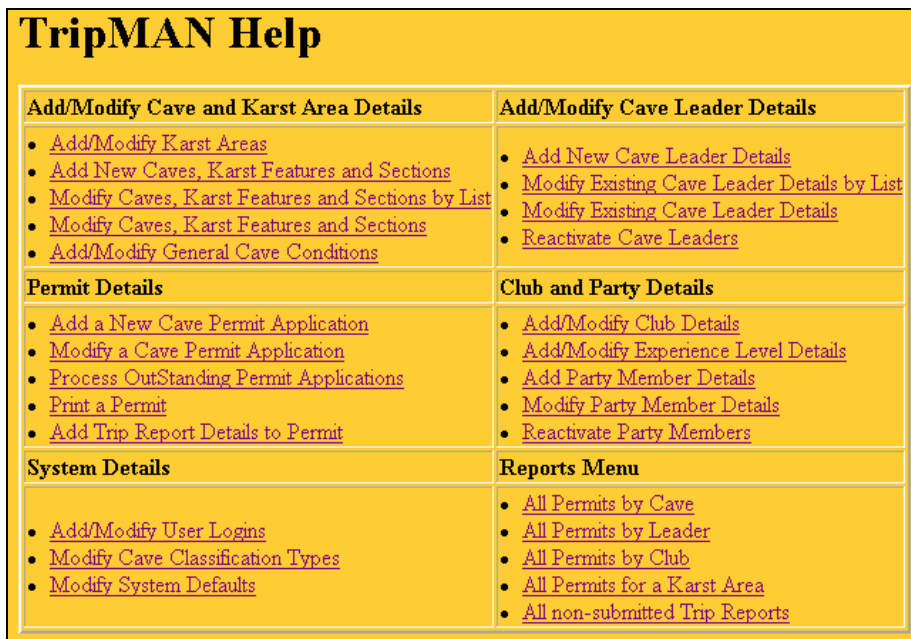 TripMAN Help
Add/Modify Cave and Karst Area Details
Add/Modify Karst Areas
Add New Caves, Karst Features and Sections
Modify Caves, Karst Features and Sections by List
Modify Caves, Karst Features and Sections
Add/Modify General Cave Conditions
Add/Modify Cave Leader Details
Add New Cave Leader Details
Modify Existing Cave Leader Details by List
Modify Existing Cave Leader Details
Reactivate Cave Leaders
Permit Details
Add a New Cave Permit Application
Modify a Cave Permit Application
Process OutStanding Permit Applications
Print a Permit
Add Trip Report Details to Permit
Club and Party Details
Add/Modify Club Details
Add/Modify Experience Level Details
Add Party Member Details
Modify Party Member Details
Reactivate Party Members
System Details
Add/Modify User Logins
Modify Cave Classification Types
Modify System Defaults
Reports Menu
All Permits by Cave
All Permits by Leader
All Permits by Club
All Permits for a Karst Area
All non-submitted Trip Reports